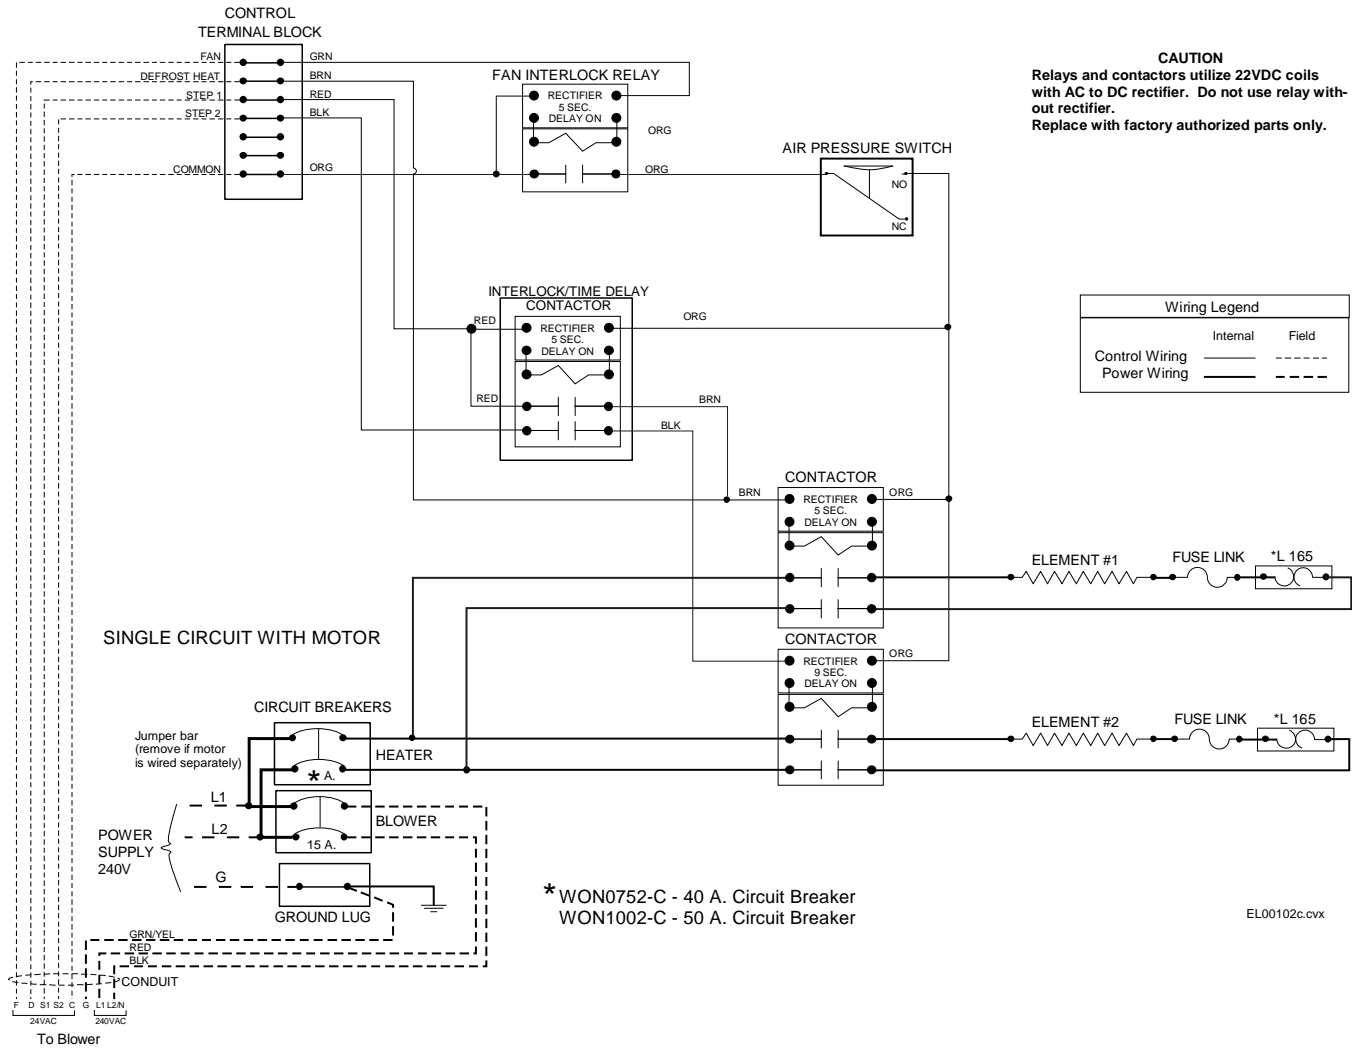 CONTROL
TERMINAL BLOCK
FAN
GRN
DEFROST HEAT
BRN
STEP 1
RED
STEP 2
BLK
COMMON
ORG
FAN INTERLOCK RELAY
RECTIFIER
5 SEC.
DELAY ON
ORG
ORG
AIR PRESSURE SWITCH
NO
NC
CAUTION
Relays and contactors utilize 22VDC coils
with AC to DC rectifier. Do not use relay with-
out rectifier.
Replace with factory authorized parts only.
INTERLOCK/TIME DELAY
CONTACTOR
RED
RECTIFIER
5 SEC.
DELAY ON
ORG
RED
BRN
BLK
Wiring Legend
Internal Field
Control Wiring
Power Wiring
CONTACTOR
BRN
RECTIFIER
5 SEC.
DELAY ON
ORG
ELEMENT #1
FUSE LINK
*L 165
CONTACTOR
RECTIFIER
9 SEC.
DELAY ON
ORG
ELEMENT #2
FUSE LINK
*L 165
SINGLE CIRCUIT WITH MOTOR
CIRCUIT BREAKERS
Jumper bar
(remove if motor
is wired separately)
HEATER
* A.
L1
BLOWER
L2
15 A.
POWER
SUPPLY
240V
G
GROUND LUG
GRN/YEL
RED
BLK
CONDUIT
F D S1 S2 C G L1 L2/N
24VAC 240VAC
To Blower
* WON0752-C - 40 A. Circuit Breaker
WON1002-C - 50 A. Circuit Breaker
EL00102c.cvx